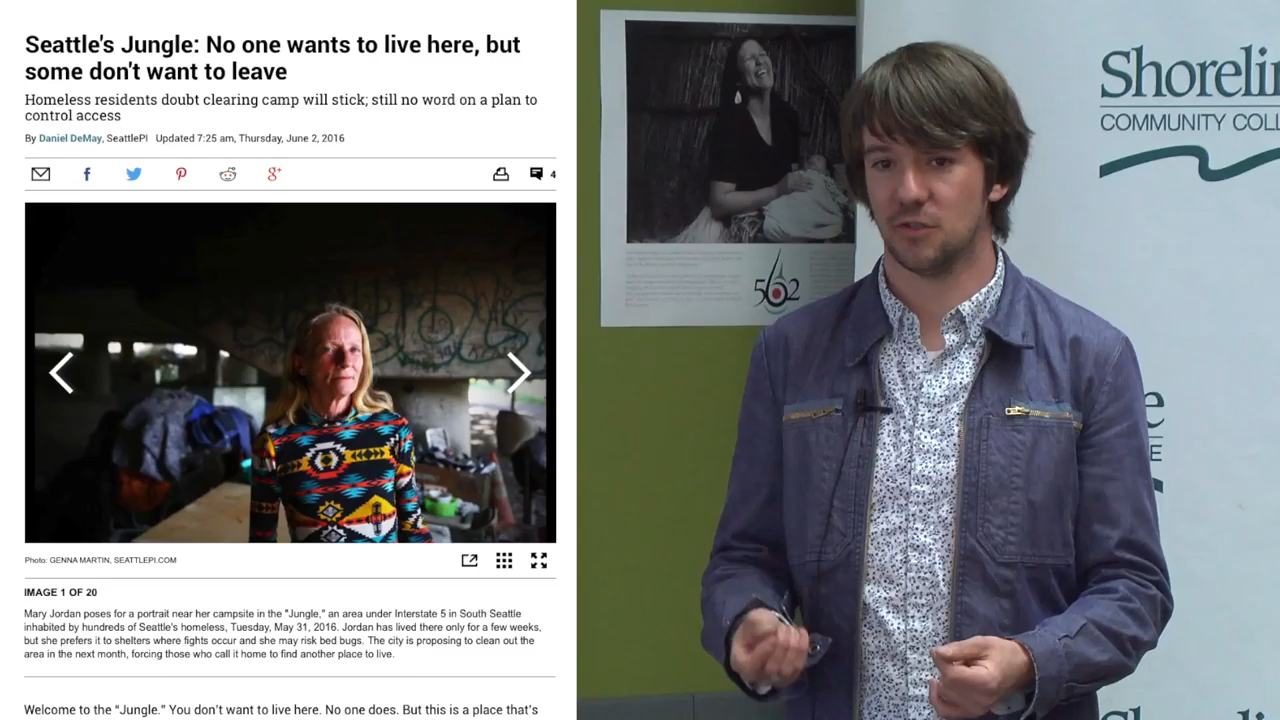 Seattle's Jungle: No one wants to live here, but
some don't want to leave
Homeless residents doubt clearing camp will stick; still no word on a plan to
control access
By Daniel DeMay, SeattlePI Updated 7:25 am, Thursday, June 2, 2016
4
Photo: GENNA MARTIN, SEATTLEPI.COM
IMAGE 1 OF 20
Mary Jordan poses for a portrait near her campsite in the "Jungle," an area under Interstate 5 in South Seattle
inhabited by hundreds of Seattle's homeless, Tuesday, May 31, 2016. Jordan has lived there only for a few weeks,
but she prefers it to shelters where fights occur and she may risk bed bugs. The city is proposing to clean out the
area in the next month, forcing those who call it home to find another place to live.
Welcome to the “Jungle.” You don’t want to live here. No one does. But this is a place that’s
562
Shorelin
COMMUNITY COLL
e
E
Shorelin